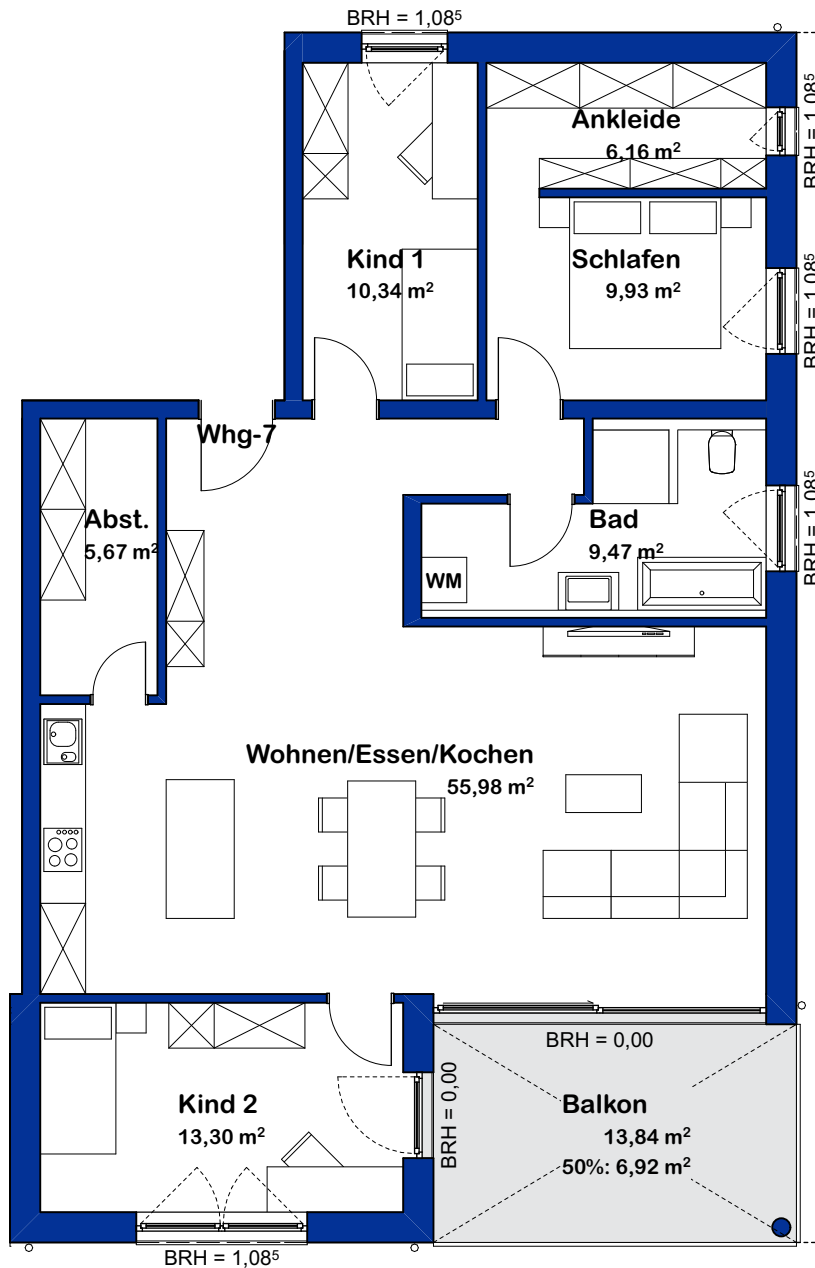 BRH = 1,08⁵
Ankleide
6,16 m²
BRH = 1,08⁵
Kind 1
10,34 m²
Schlafen
9,93 m²
BRH = 1,08⁵
Whg-7
Abst.
5,67 m²
Bad
9,47 m²
BRH = 1,08⁵
WM
Wohnen/Essen/Kochen
55,98 m²
BRH = 0,00
BRH = 0,00
Kind 2
13,30 m²
Balkon
13,84 m²
50%: 6,92 m²
BRH = 1,08⁵